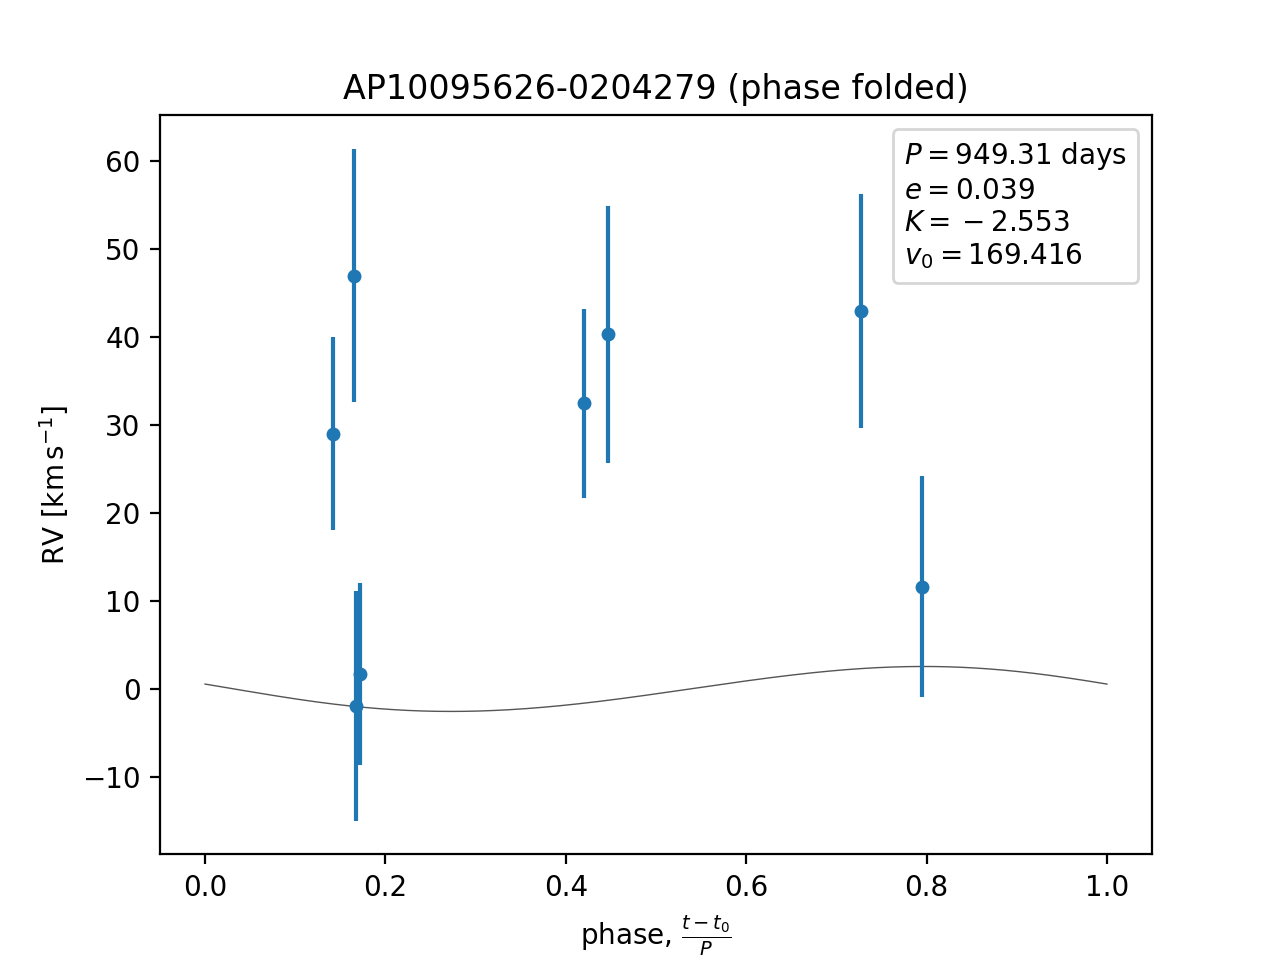 AP10095626-0204279 (phase folded)
P = 949.31 days
e = 0.039
K = −2.553
v₀ = 169.416
60
50
40
30
20
10
0
−10
RV [km s⁻¹]
0.0 0.2 0.4 0.6 0.8 1.0
phase, (t − t₀)/P